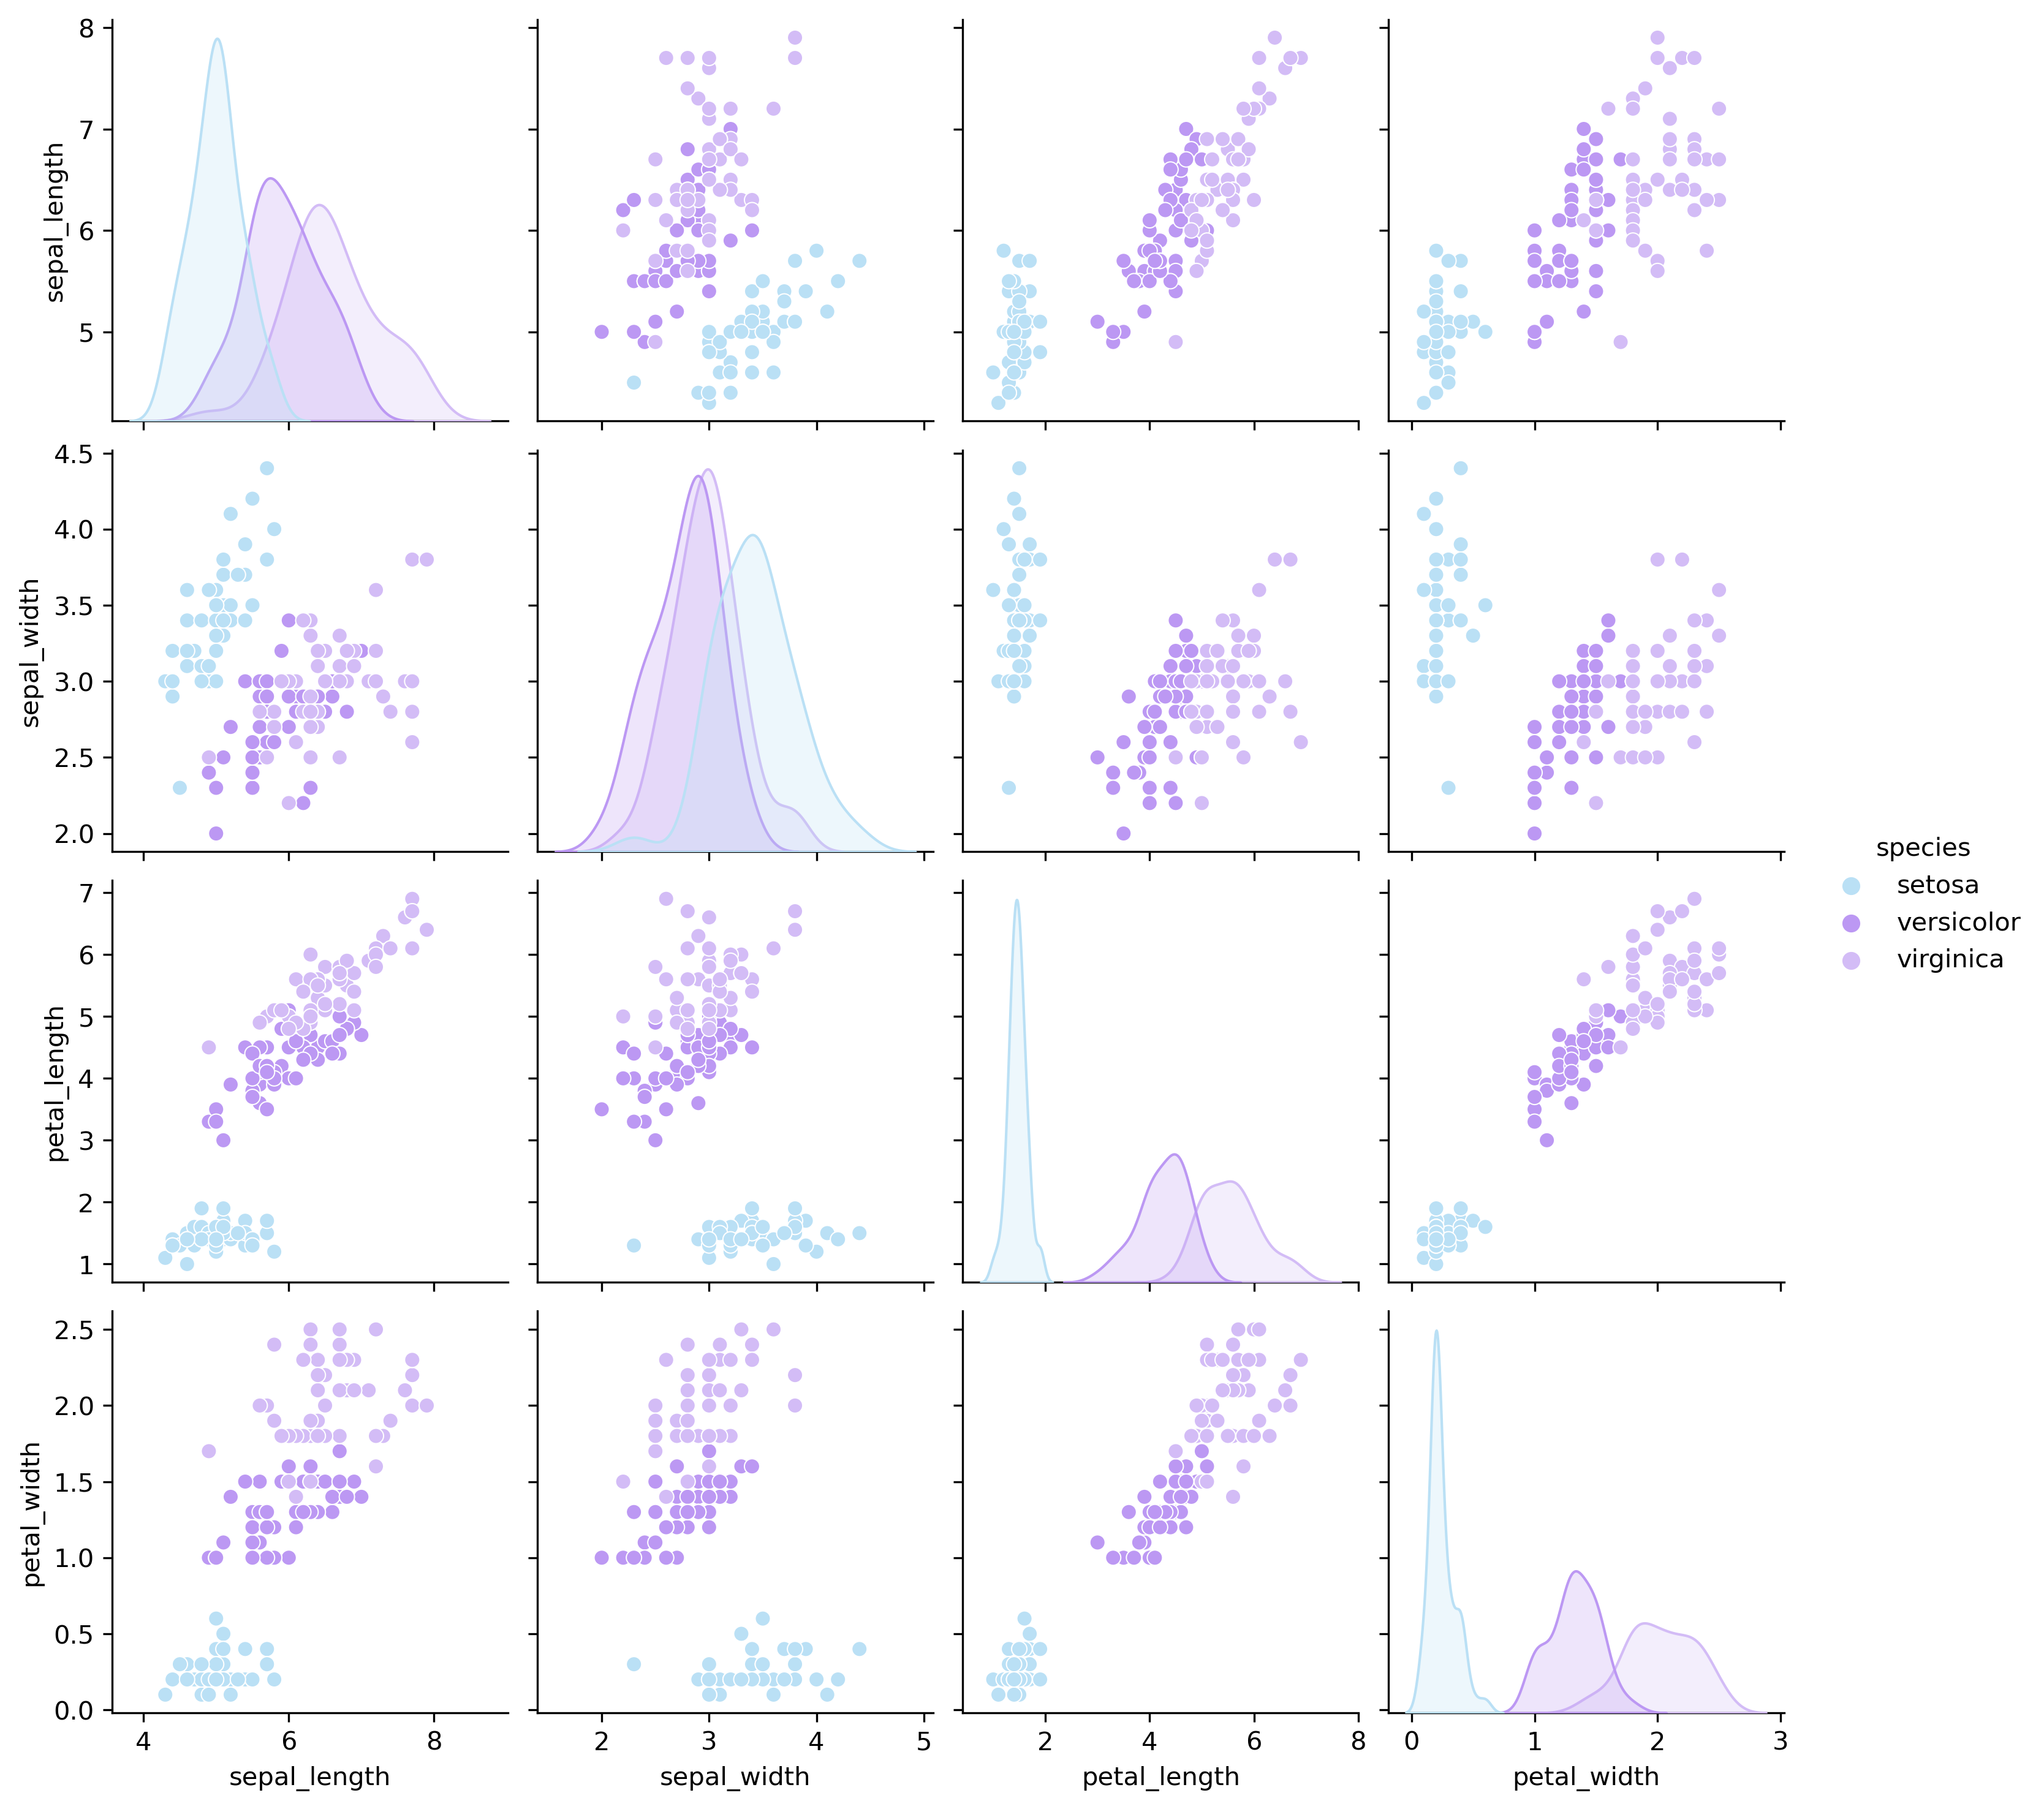 8
7
6
5
sepal_length
4.5
4.0
3.5
3.0
2.5
2.0
sepal_width
species
setosa
versicolor
virginica
7
6
5
4
3
2
1
petal_length
2.5
2.0
1.5
1.0
0.5
0.0
petal_width
4 6 8
2 3 4 5
2 4 6 8
0 1 2 3
sepal_length
sepal_width
petal_length
petal_width